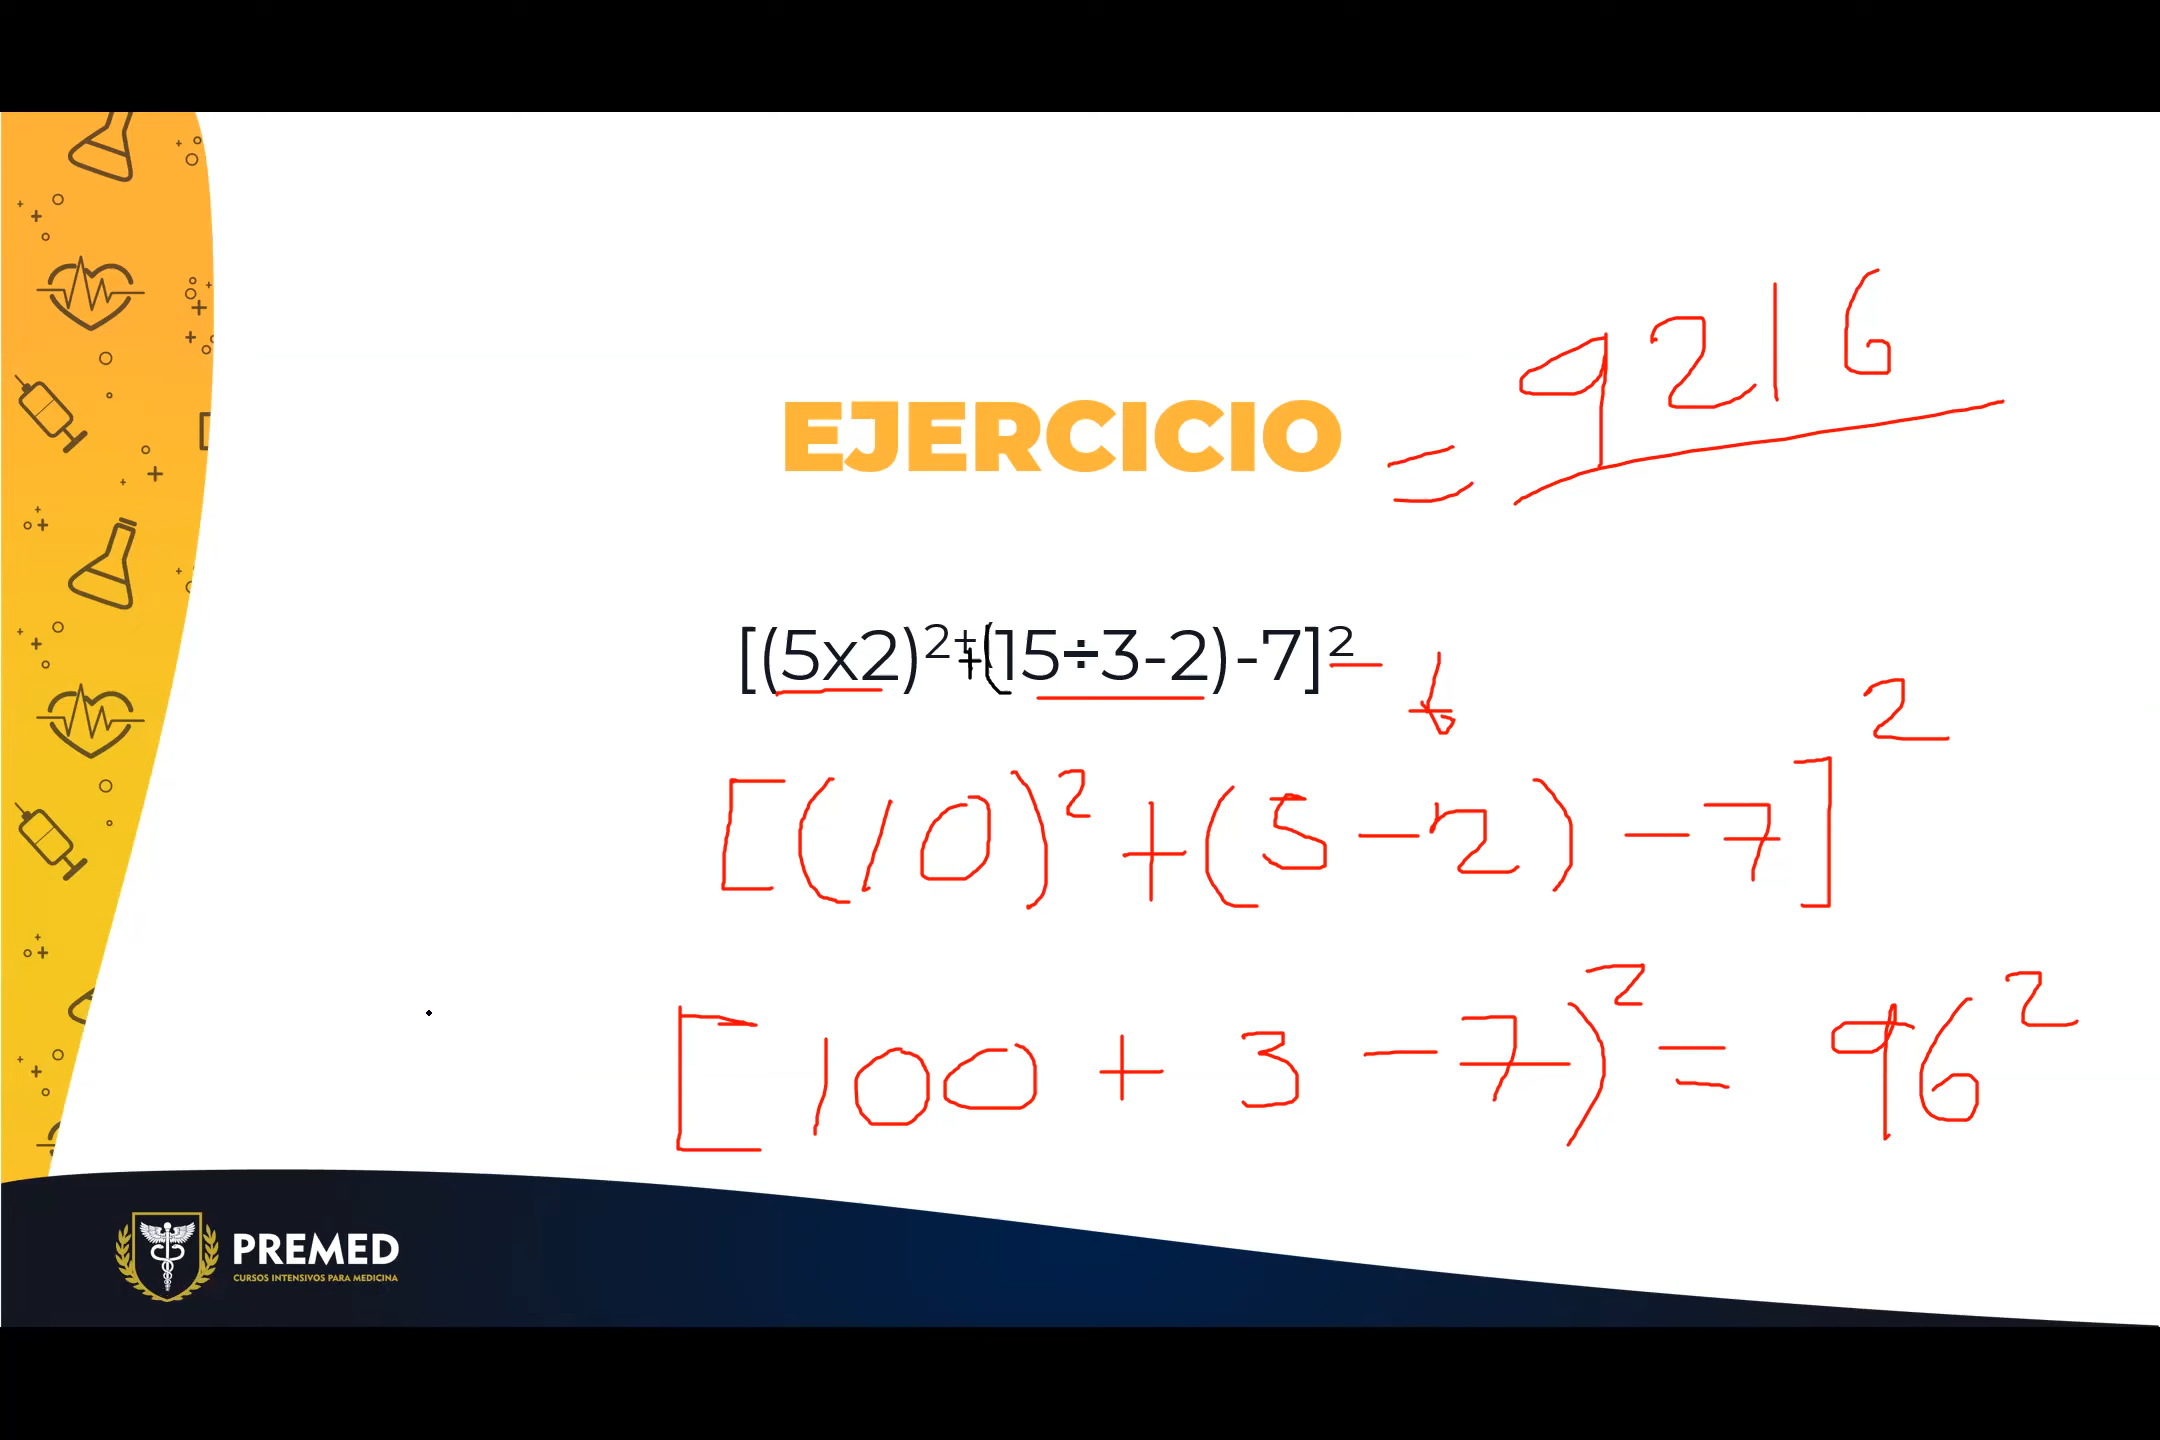 = 9216
EJERCICIO
[(5x2)²+(15÷3-2)-7]²
[(10)² + (5 - 2) - 7]²
[100 + 3 - 7)² = 96²
PREMED
CURSOS INTENSIVOS PARA MEDICINA